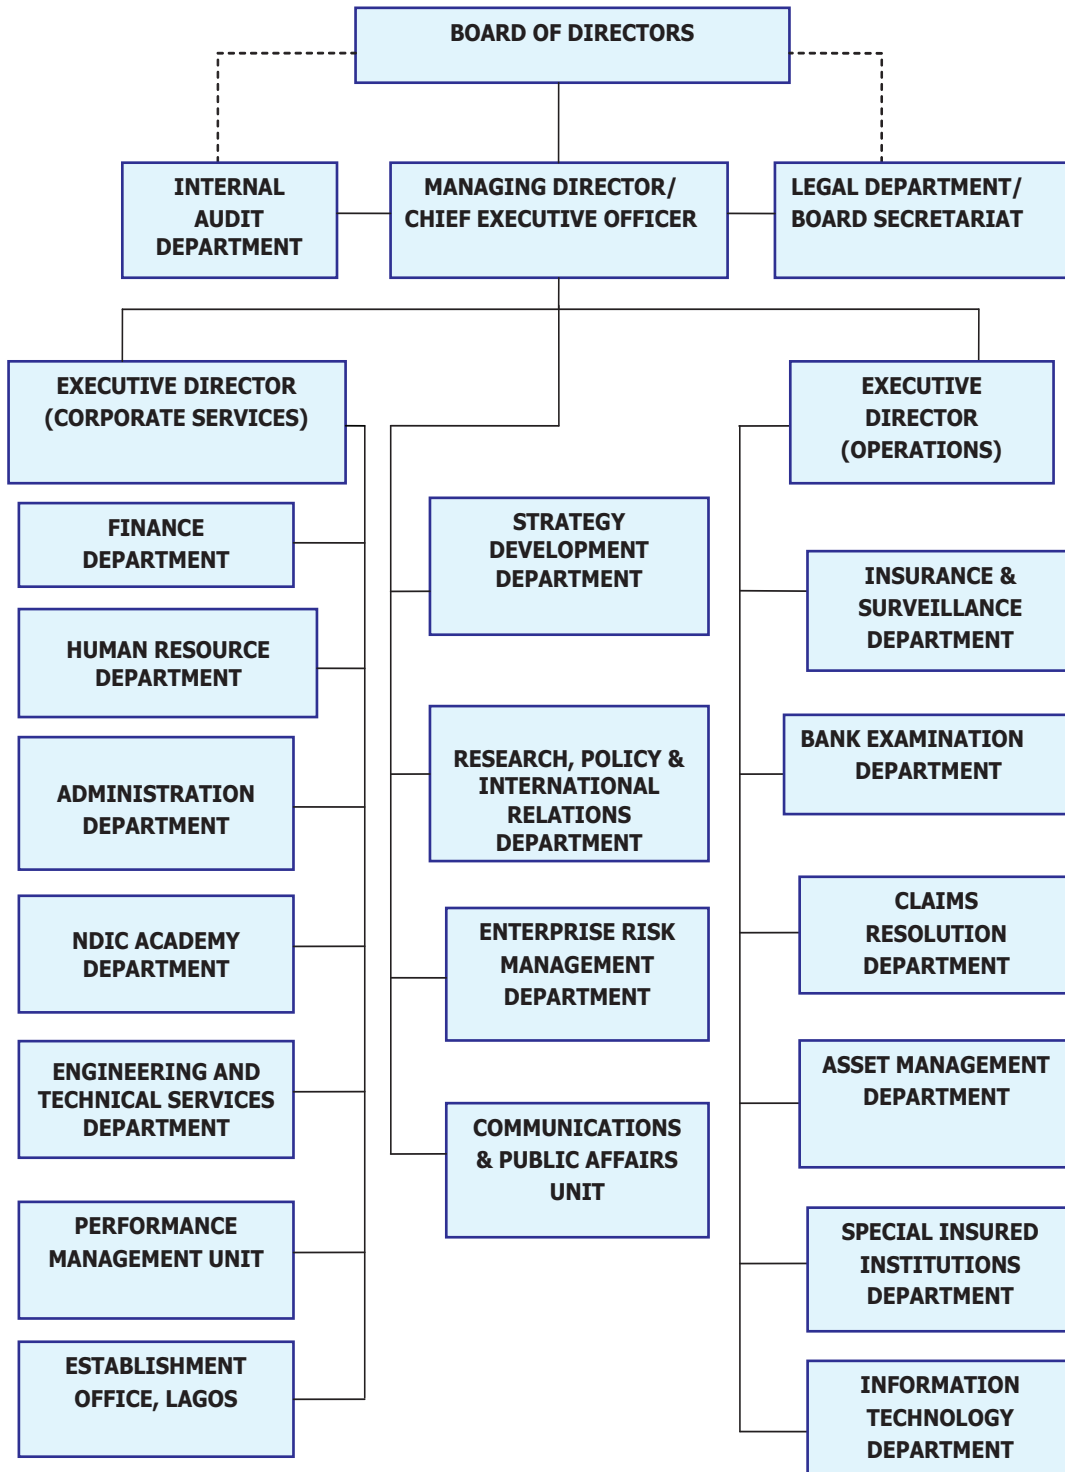 BOARD OF DIRECTORS
INTERNAL
AUDIT
DEPARTMENT
MANAGING DIRECTOR/
CHIEF EXECUTIVE OFFICER
LEGAL DEPARTMENT/
BOARD SECRETARIAT
EXECUTIVE DIRECTOR
(CORPORATE SERVICES)
EXECUTIVE
DIRECTOR
(OPERATIONS)
FINANCE
DEPARTMENT
HUMAN RESOURCE
DEPARTMENT
ADMINISTRATION
DEPARTMENT
NDIC ACADEMY
DEPARTMENT
ENGINEERING AND
TECHNICAL SERVICES
DEPARTMENT
PERFORMANCE
MANAGEMENT UNIT
ESTABLISHMENT
OFFICE, LAGOS
STRATEGY
DEVELOPMENT
DEPARTMENT
RESEARCH, POLICY &
INTERNATIONAL
RELATIONS
DEPARTMENT
ENTERPRISE RISK
MANAGEMENT
DEPARTMENT
COMMUNICATIONS
& PUBLIC AFFAIRS
UNIT
INSURANCE &
SURVEILLANCE
DEPARTMENT
BANK EXAMINATION
DEPARTMENT
CLAIMS
RESOLUTION
DEPARTMENT
ASSET MANAGEMENT
DEPARTMENT
SPECIAL INSURED
INSTITUTIONS
DEPARTMENT
INFORMATION
TECHNOLOGY
DEPARTMENT